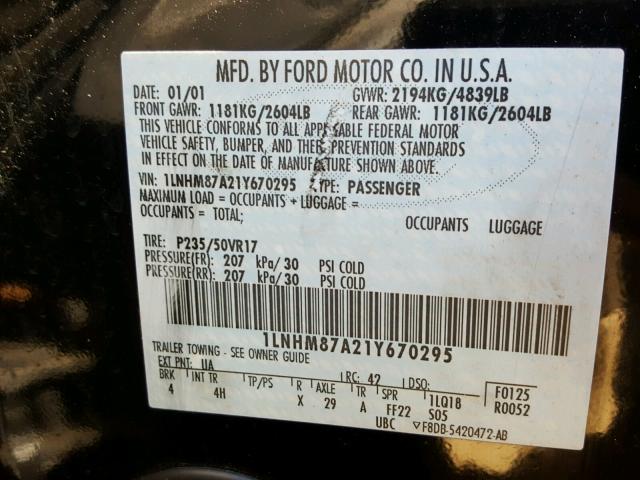 MFD. BY FORD MOTOR CO. IN U.S.A.
DATE: 01/01 GVWR: 2194KG/4839LB
FRONT GAWR: 1181KG/2604LB REAR GAWR: 1181KG/2604LB
THIS VEHICLE CONFORMS TO ALL APPLICABLE FEDERAL MOTOR
VEHICLE SAFETY, BUMPER, AND THEFT PREVENTION STANDARDS
IN EFFECT ON THE DATE OF MANUFACTURE SHOWN ABOVE.
VIN: 1LNHM87A21Y670295 TYPE: PASSENGER
MAXIMUM LOAD = OCCUPANTS + LUGGAGE =
OCCUPANTS = TOTAL; OCCUPANTS LUGGAGE
TIRE: P235/50VR17
PRESSURE(FR) 207 kPa/30 PSI COLD
PRESSURE(RR) 207 kPa/30 PSI COLD
1LNHM87A21Y670295
TRAILER TOWING - SEE OWNER GUIDE
EXT PNT: UA RC: 42 DSO: F0125
BRK INT TR TP/PS R AXLE TR SPR 1LQ18 R0052
4 4H X 29 A FF22 S05
UBC ▽F8DB-5420472-AB